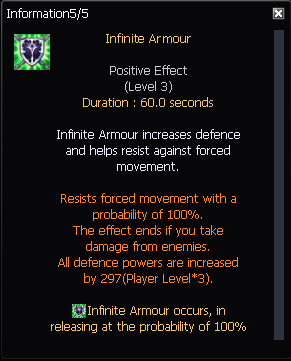 Information5/5
Infinite Armour
Positive Effect
(Level 3)
Duration : 60.0 seconds
Infinite Armour increases defence
and helps resist against forced
movement.
Resists forced movement with a
probability of 100%.
The effect ends if you take
damage from enemies.
All defence powers are increased
by 297(Player Level*3).
Infinite Armour occurs, in
releasing at the probability of 100%